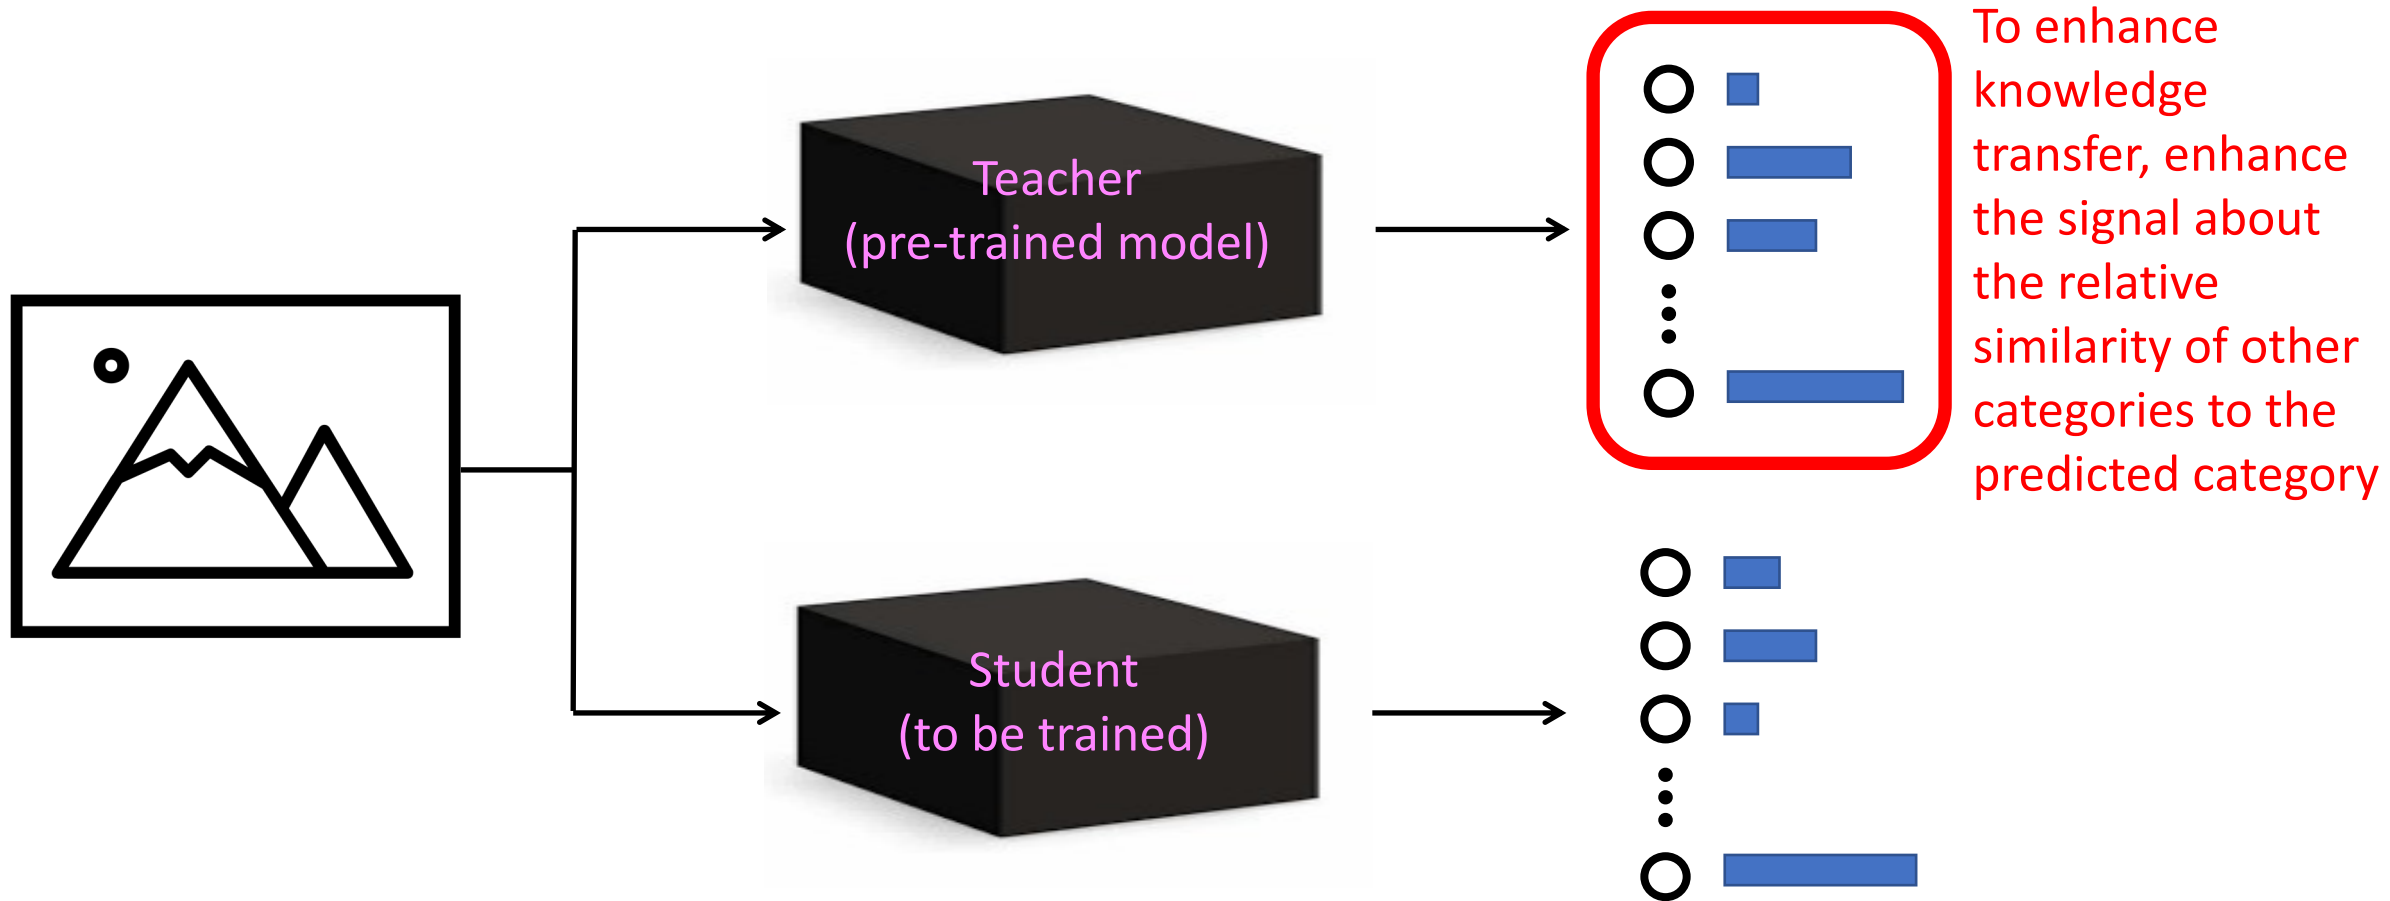 To enhance
knowledge
transfer, enhance
the signal about
the relative
similarity of other
categories to the
predicted category
Teacher
(pre-trained model)
Student
(to be trained)